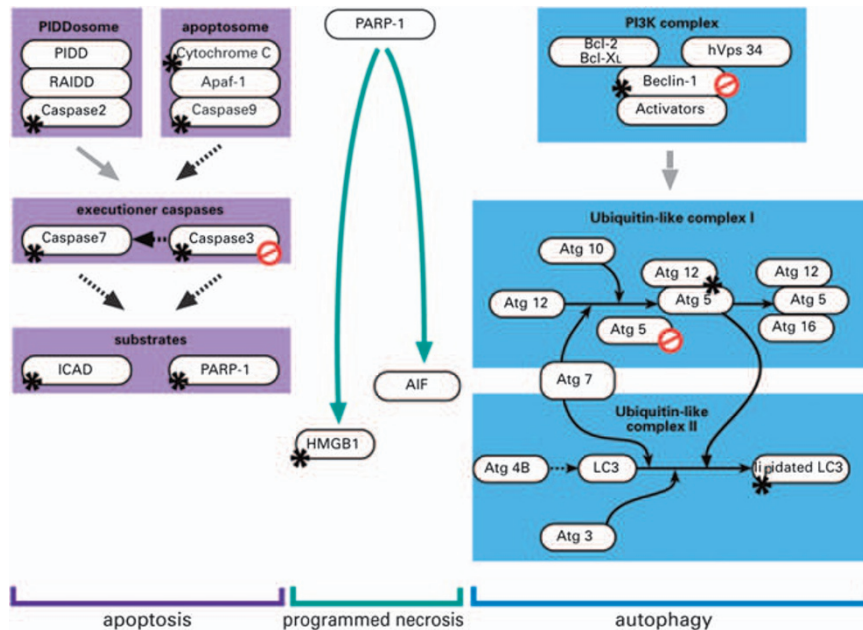 PIDDosome
PIDD
RAIDD
Caspase2
apoptosome
Cytochrome C
Apaf-1
Caspase9
executioner caspases
Caspase7
Caspase3
substrates
ICAD
PARP-1
apoptosis
PARP-1
AIF
HMGB1
programmed necrosis
PI3K complex
Bcl-2
Bcl-XL
hVps 34
Beclin-1
Activators
Ubiquitin-like complex I
Atg 10
Atg 12
Atg 12
Atg 5
Atg 5
Atg 12
Atg 5
Atg 16
Atg 7
Ubiquitin-like
complex II
Atg 4B
LC3
lipidated LC3
Atg 3
autophagy